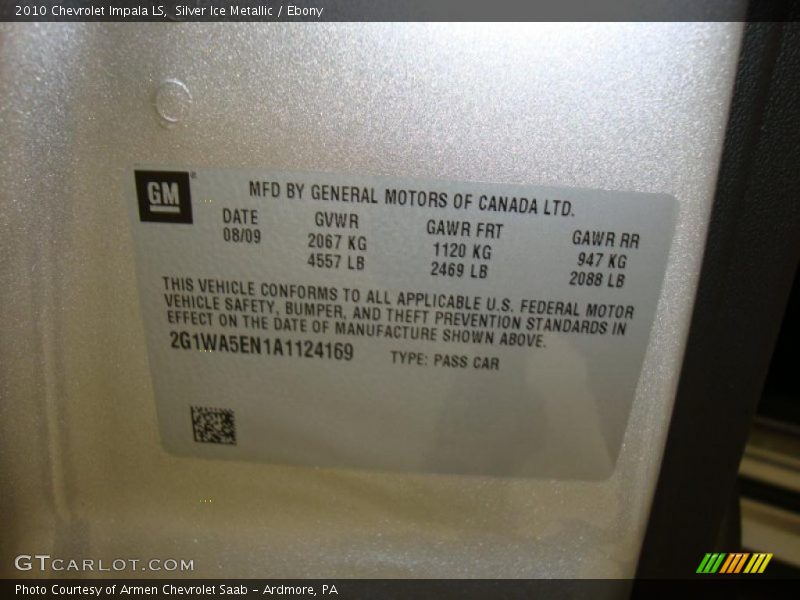 2010 Chevrolet Impala LS, Silver Ice Metallic / Ebony
GM
MFD BY GENERAL MOTORS OF CANADA LTD.
DATE GVWR GAWR FRT GAWR RR
08/09 2067 KG 1120 KG 947 KG
4557 LB 2469 LB 2088 LB
THIS VEHICLE CONFORMS TO ALL APPLICABLE U.S. FEDERAL MOTOR
VEHICLE SAFETY, BUMPER, AND THEFT PREVENTION STANDARDS IN
EFFECT ON THE DATE OF MANUFACTURE SHOWN ABOVE.
2G1WA5EN1A1124169 TYPE: PASS CAR
GTCARLOT.COM
Photo Courtesy of Armen Chevrolet Saab - Ardmore, PA